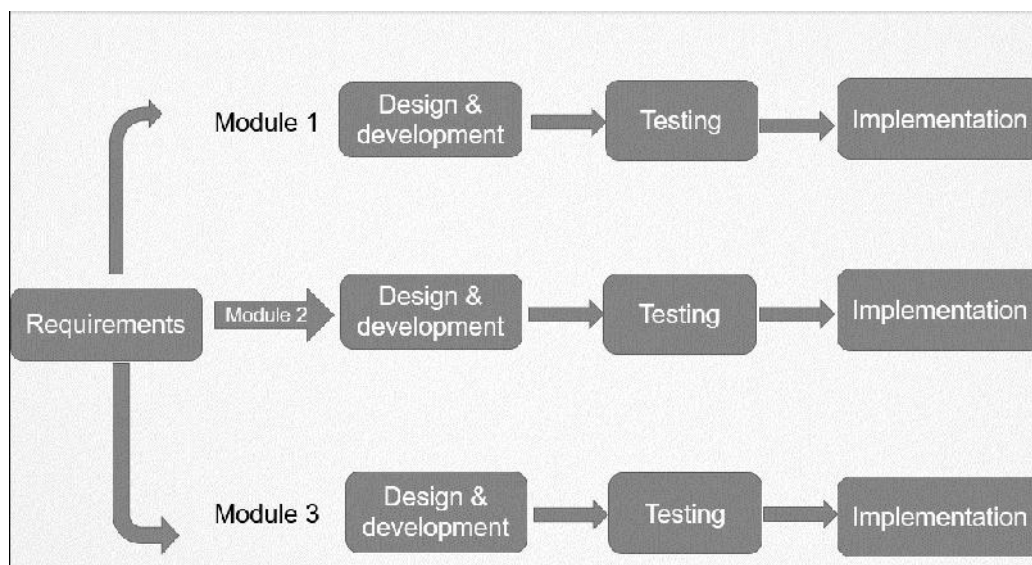 Module 1
Design &
development
Testing
Implementation
Requirements
Module 2
Design &
development
Testing
Implementation
Module 3
Design &
development
Testing
Implementation